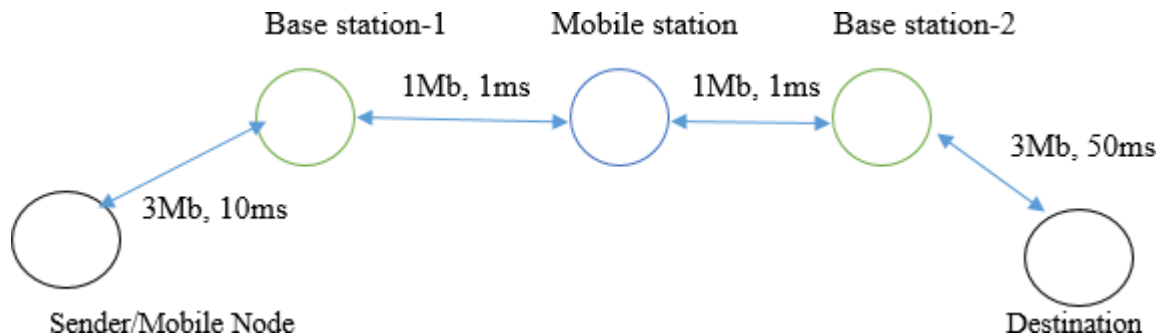 Base station-1
Mobile station
Base station-2
1Mb, 1ms
1Mb, 1ms
3Mb, 50ms
3Mb, 10ms
Sender/Mobile Node
Destination